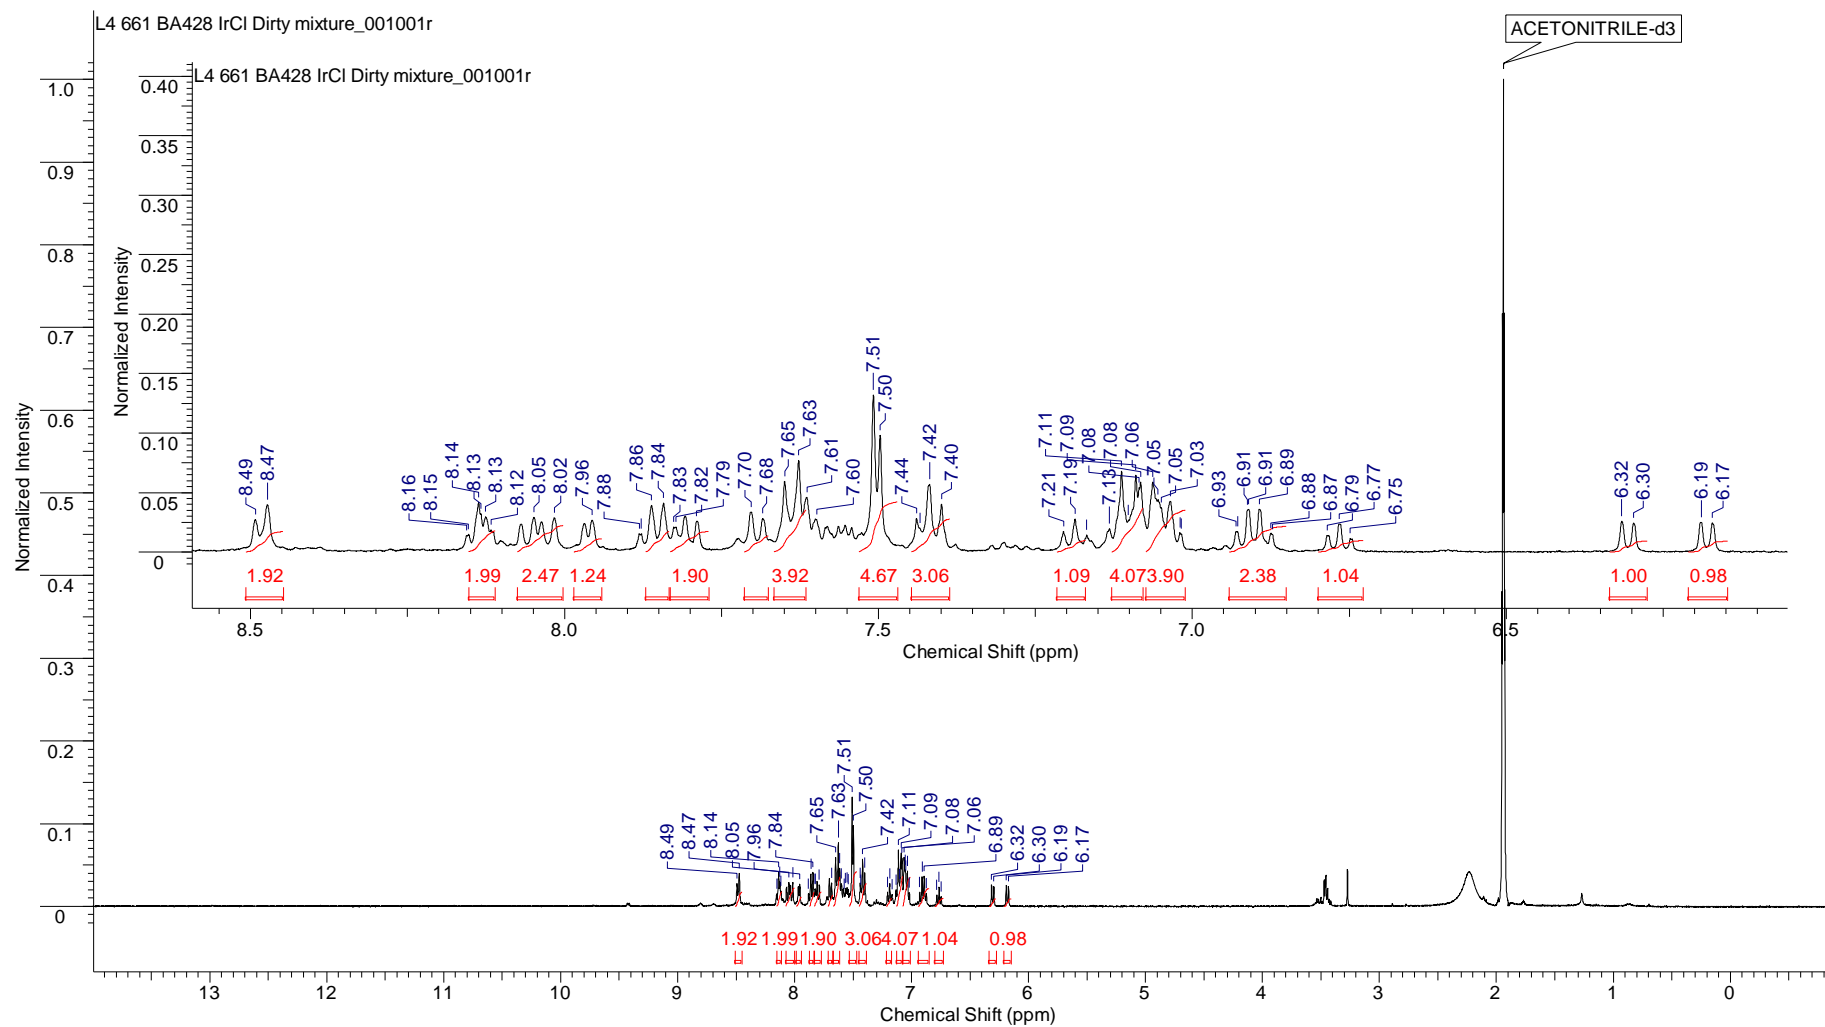 L4 661 BA428 IrCl Dirty mixture_001001r
ACETONITRILE-d3
L4 661 BA428 IrCl Dirty mixture_001001r
Normalized Intensity
1.0
0.9
0.8
0.7
0.6
0.5
0.4
0.3
0.2
0.1
0
Normalized Intensity
0.40
0.35
0.30
0.25
0.20
0.15
0.10
0.05
0
8.49 8.47 8.16 8.15 8.14 8.13 8.13 8.12 8.05 8.02 7.96 7.88 7.86 7.84 7.83 7.82 7.79 7.70 7.68 7.65 7.63 7.61 7.60 7.51 7.50 7.44 7.42 7.40 7.21 7.19 7.13 7.11 7.09 7.08 7.08 7.06 7.05 7.05 7.03 6.93 6.91 6.91 6.89 6.88 6.87 6.79 6.77 6.75 6.32 6.30 6.19 6.17
1.92 1.99 2.47 1.24 1.90 3.92 4.67 3.06 1.09 4.07 3.90 2.38 1.04 1.00 0.98
8.5 8.0 7.5 7.0 6.5
Chemical Shift (ppm)
8.49 8.47 8.14 8.05 7.96 7.84 7.65 7.63 7.51 7.50 7.42 7.11 7.09 7.08 7.06 6.89 6.32 6.30 6.19 6.17
1.92 1.99 1.90 3.06 4.07 1.04 0.98
13 12 11 10 9 8 7 6 5 4 3 2 1 0
Chemical Shift (ppm)